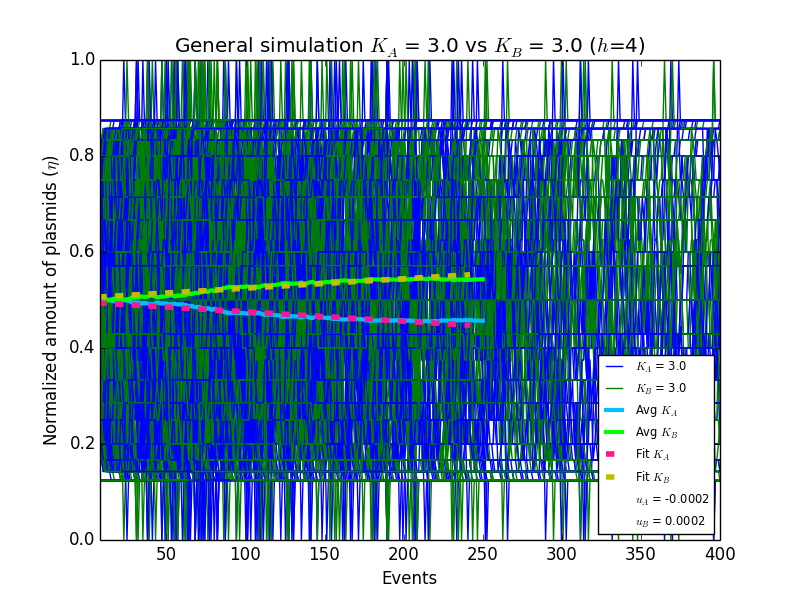 General simulation K_A = 3.0 vs K_B = 3.0 (h=4)
Normalized amount of plasmids (η)
1.0
0.8
0.6
0.4
0.2
0.0
50 100 150 200 250 300 350 400
Events
K_A = 3.0
K_B = 3.0
Avg K_A
Avg K_B
Fit K_A
Fit K_B
u_A = -0.0002
u_B = 0.0002